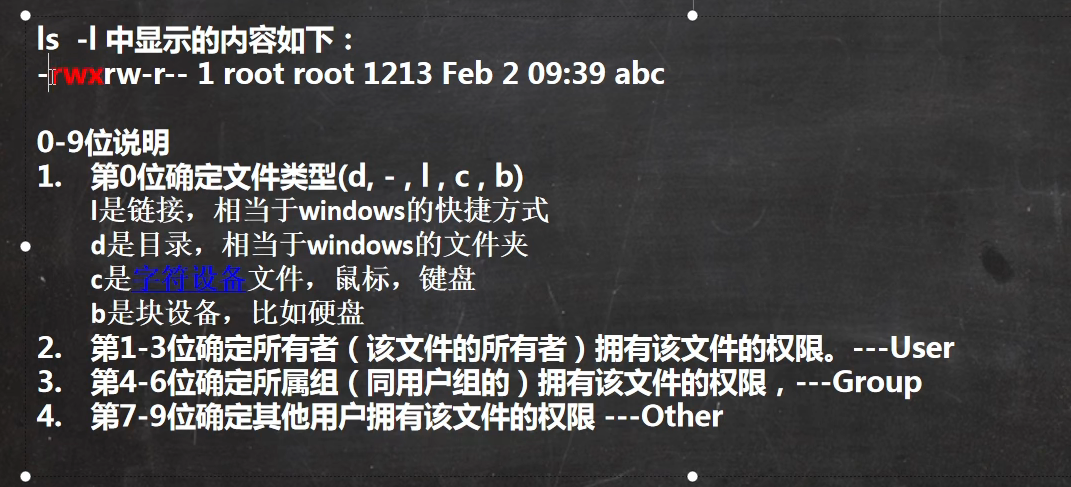 ls -l 中显示的内容如下：
-rwxrw-r-- 1 root root 1213 Feb 2 09:39 abc
0-9位说明
1. 第0位确定文件类型(d, - , l , c , b)
l是链接，相当于windows的快捷方式
d是目录，相当于windows的文件夹
c是字符设备文件，鼠标，键盘
b是块设备，比如硬盘
2. 第1-3位确定所有者（该文件的所有者）拥有该文件的权限。---User
3. 第4-6位确定所属组（同用户组的）拥有该文件的权限，---Group
4. 第7-9位确定其他用户拥有该文件的权限 ---Other